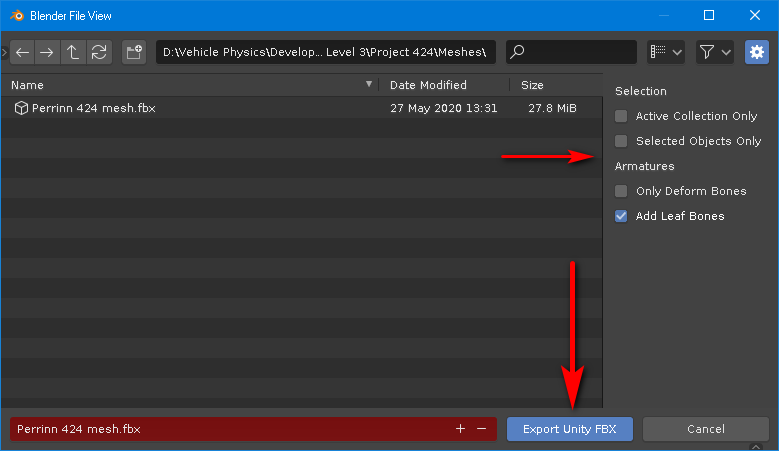 Blender File View
D:\Vehicle Physics\Develop... Level 3\Project 424\Meshes\
Name Date Modified Size
Perrinn 424 mesh.fbx 27 May 2020 13:31 27.8 MiB
Selection
Active Collection Only
Selected Objects Only
Armatures
Only Deform Bones
Add Leaf Bones
Perrinn 424 mesh.fbx + − Export Unity FBX Cancel